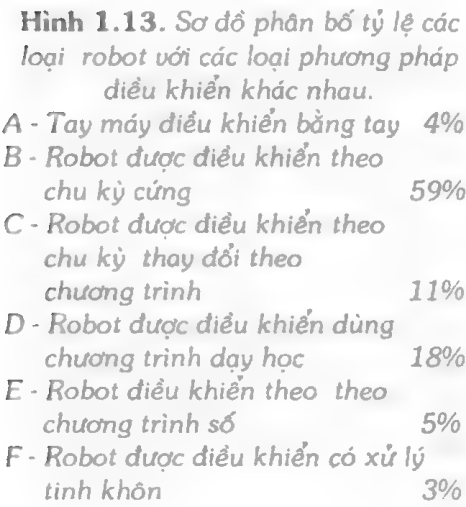 Hình 1.13. Sơ đồ phân bố tỷ lệ các
loại robot với các loại phương pháp
điều khiển khác nhau.
A - Tay máy điều khiển bằng tay 4%
B - Robot được điều khiển theo
chu kỳ cứng 59%
C - Robot được điều khiển theo
chu kỳ thay đổi theo
chương trình 11%
D - Robot được điều khiển dùng
chương trình dạy học 18%
E - Robot điều khiển theo theo
chương trình số 5%
F - Robot được điều khiển có xử lý
tinh khôn 3%